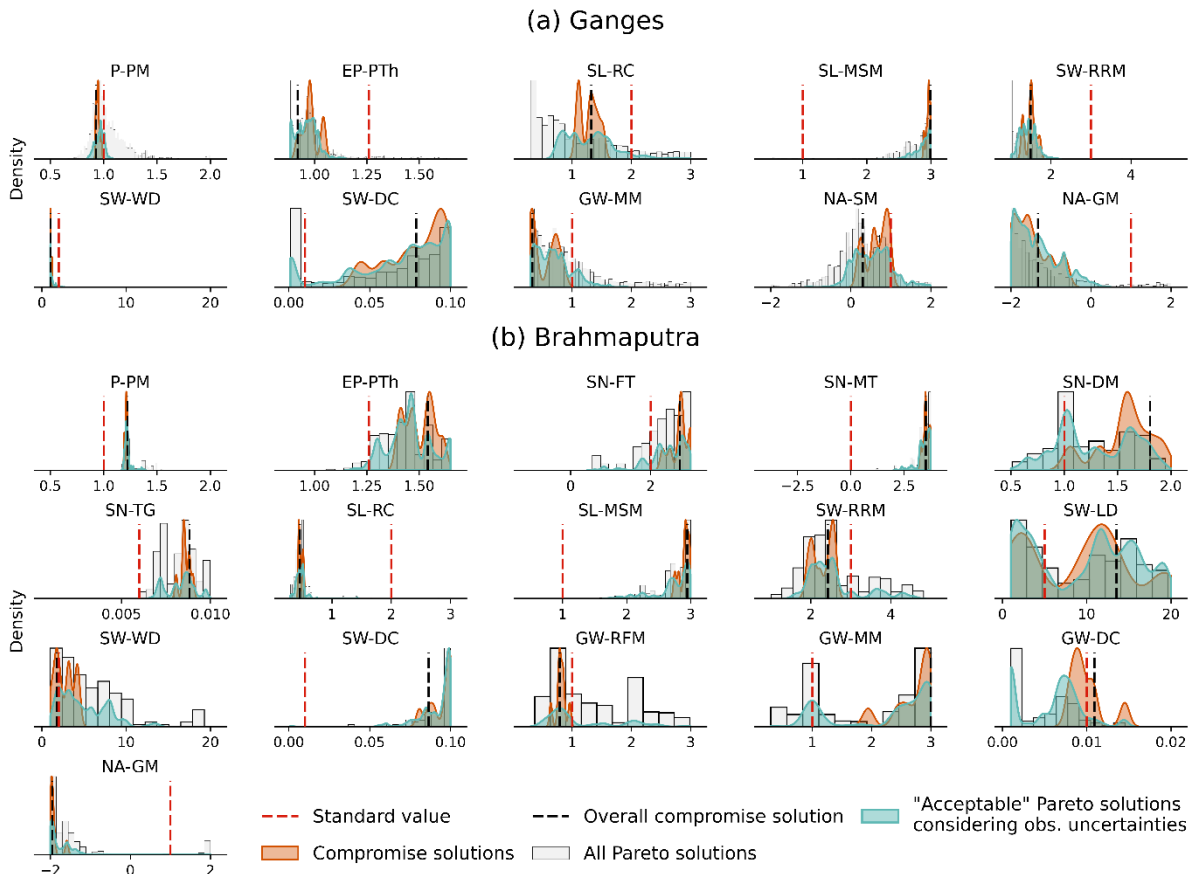 (a) Ganges
P-PM
EP-PTh
SL-RC
SL-MSM
SW-RRM
Density
0.5 1.0 1.5 2.0
1.00 1.25 1.50
1 2 3
1 2 3
2 4
SW-WD
SW-DC
GW-MM
NA-SM
NA-GM
0 10 20
0.00 0.05 0.10
1 2 3
−2 0 2
−2 0 2
(b) Brahmaputra
P-PM
EP-PTh
SN-FT
SN-MT
SN-DM
1.0 1.5 2.0
1.00 1.25 1.50
0 2
−2.5 0.0 2.5
0.5 1.0 1.5 2.0
SN-TG
SL-RC
SL-MSM
SW-RRM
SW-LD
0.005 0.010
1 2 3
1 2 3
2 4
0 10 20
Density
SW-WD
SW-DC
GW-RFM
GW-MM
GW-DC
0 10 20
0.00 0.05 0.10
1 2 3
1 2 3
0.00 0.01 0.02
NA-GM
−2 0 2
Standard value
Overall compromise solution
"Acceptable" Pareto solutions
considering obs. uncertainties
Compromise solutions
All Pareto solutions